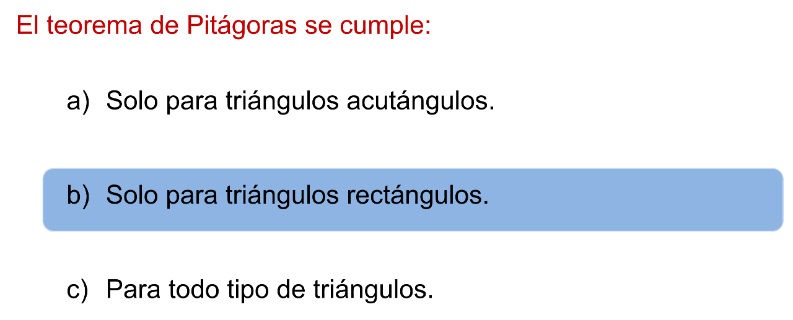 El teorema de Pitágoras se cumple:
a) Solo para triángulos acutángulos.
b) Solo para triángulos rectángulos.
c) Para todo tipo de triángulos.